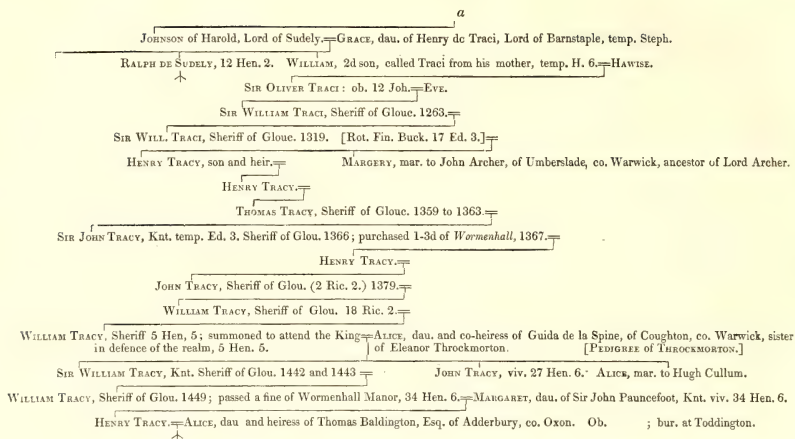 a
JOHNSON of Harold, Lord of Sudely.=GRACE, dau. of Henry de Traci, Lord of Barnstaple, temp. Steph.
RALPH DE SUDELY, 12 Hen. 2. WILLIAM, 2d son, called Traci from his mother, temp. H. 6.=HAWISE.
SIR OLIVER TRACI: ob. 12 Joh.=EVE.
SIR WILLIAM TRACI, Sheriff of Glouc. 1263.=
SIR WILL. TRACI, Sheriff of Glouc. 1319. [Rot. Fin. Buck. 17 Ed. 3.]=
HENRY TRACY, son and heir.= MARGERY, mar. to John Archer, of Umberslade, co. Warwick, ancestor of Lord Archer.
HENRY TRACY.=
THOMAS TRACY, Sheriff of Glouc. 1359 to 1363.=
SIR JOHN TRACY, Knt. temp. Ed. 3. Sheriff of Glou. 1366; purchased 1-3d of Wormenhall, 1367.=
HENRY TRACY.=
JOHN TRACY, Sheriff of Glou. (2 Ric. 2.) 1379.=
WILLIAM TRACY, Sheriff of Glou. 18 Ric. 2.=
WILLIAM TRACY, Sheriff 5 Hen, 5; summoned to attend the King=ALICE, dau. and co-heiress of Guida de la Spine, of Coughton, co. Warwick, sister
in defence of the realm, 5 Hen. 5. of Eleanor Throckmorton. [PEDIGREE OF THROCKMORTON.]
SIR WILLIAM TRACY, Knt. Sheriff of Glou. 1442 and 1443= JOHN TRACY, viv. 27 Hen. 6. ALICE, mar. to Hugh Cullum.
WILLIAM TRACY, Sheriff of Glou. 1449; passed a fine of Wormenhall Manor, 34 Hen. 6.=MARGARET, dau. of Sir John Pauncefoot, Knt. viv. 34 Hen. 6.
HENRY TRACY.=ALICE, dau and heiress of Thomas Baldington, Esq. of Adderbury, co. Oxon. Ob. ; bur. at Toddington.